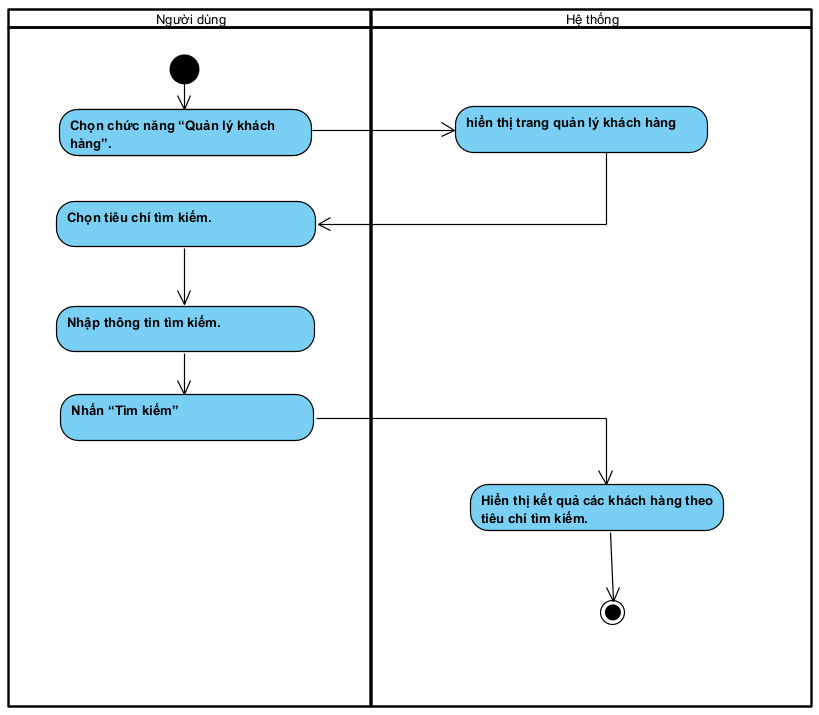 Người dùng
Hệ thống
Chọn chức năng “Quản lý khách
hàng”.
hiển thị trang quản lý khách hàng
Chọn tiêu chí tìm kiếm.
Nhập thông tin tìm kiếm.
Nhấn “Tìm kiếm”
Hiển thị kết quả các khách hàng theo
tiêu chí tìm kiếm.